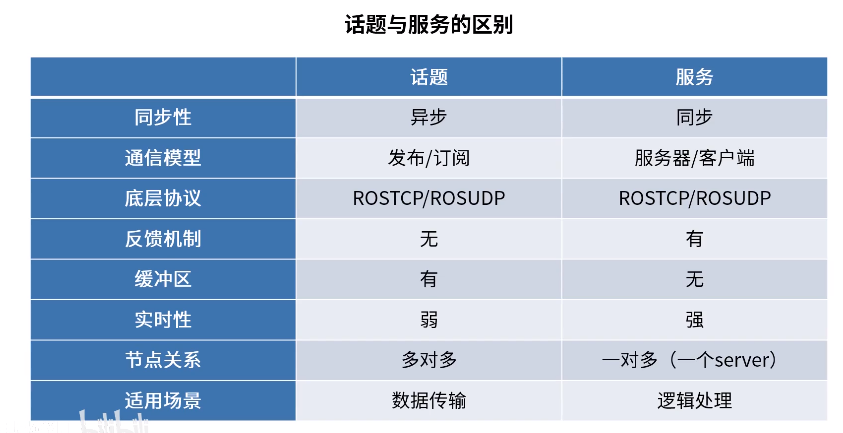 话题与服务的区别
话题 服务
同步性 异步 同步
通信模型 发布/订阅 服务器/客户端
底层协议 ROSTCP/ROSUDP ROSTCP/ROSUDP
反馈机制 无 有
缓冲区 有 无
实时性 弱 强
节点关系 多对多 一对多（一个server）
适用场景 数据传输 逻辑处理
bilibili